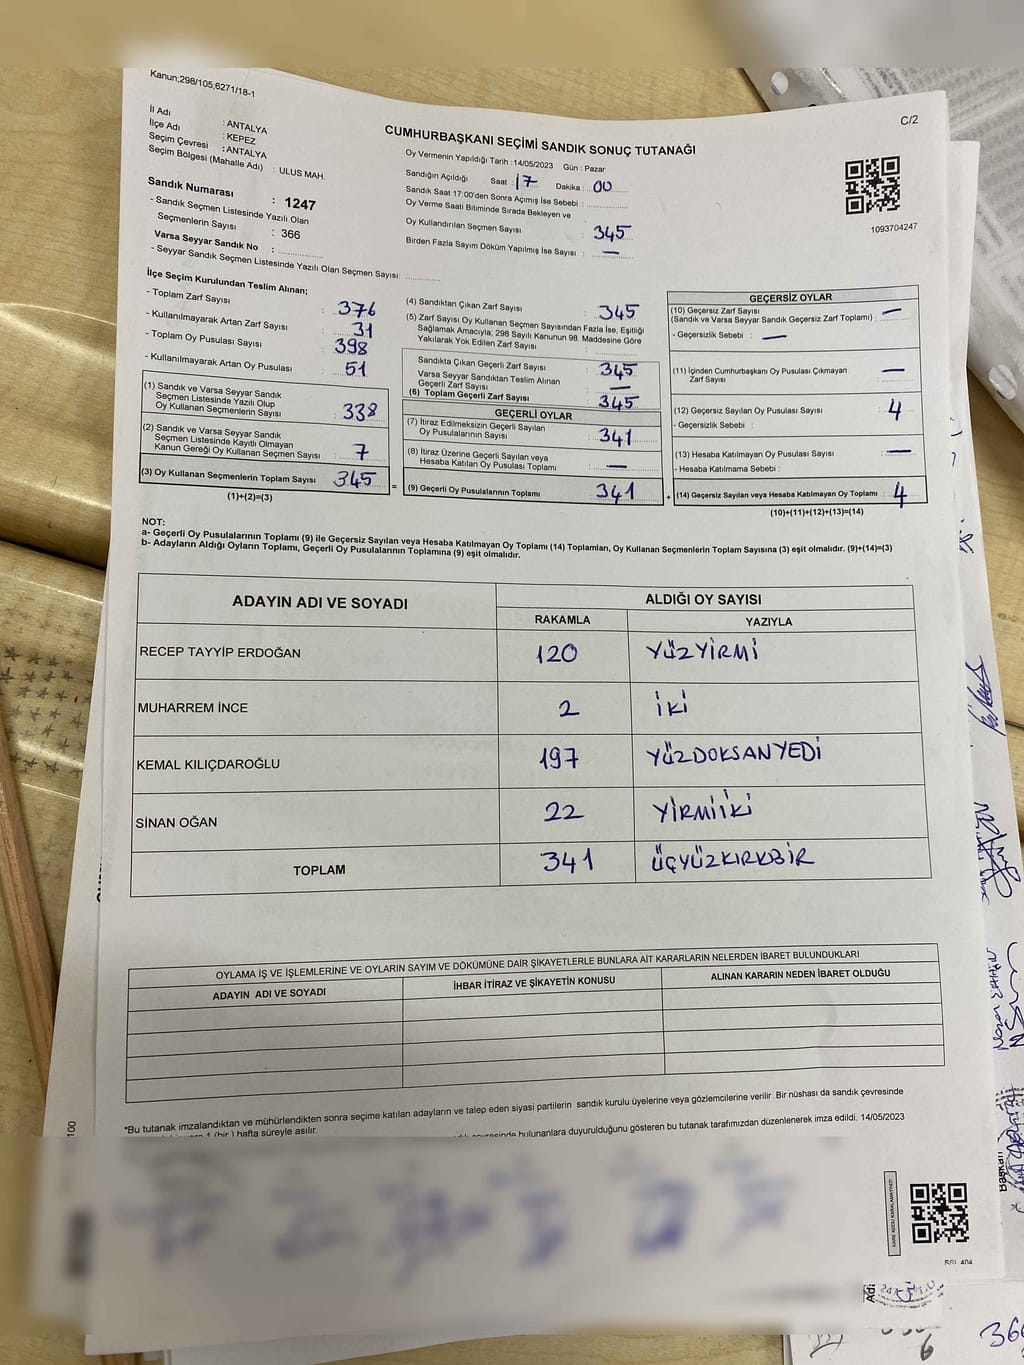 Kanun;298/105;6271/18-1
C/2
İl Adı : ANTALYA
İlçe Adı : KEPEZ
Seçim Çevresi : ANTALYA
Seçim Bölgesi (Mahalle Adı) : ULUS MAH.
CUMHURBAŞKANI SEÇİMİ SANDIK SONUÇ TUTANAĞI
Oy Vermenin Yapıldığı Tarih : 14/05/2023 Gün : Pazar
Sandığın Açıldığı Saat : 17 Dakika : 00
Sandık Saat 17:00'den Sonra Açımış İse Sebebi :
Oy Verme Saati Bitiminde Sırada Bekleyen ve
Oy Kullandırılan Seçmen Sayısı : 345
Birden Fazla Sayım Döküm Yapılmış İse Sayısı : —
1093704247
Sandık Numarası : 1247
- Sandık Seçmen Listesinde Yazılı Olan
Seçmenlerin Sayısı : 366
Varsa Seyyar Sandık No :
- Seyyar Sandık Seçmen Listesinde Yazılı Olan Seçmen Sayısı:
İlçe Seçim Kurulundan Teslim Alınan;
- Toplam Zarf Sayısı : 376
- Kullanılmayarak Artan Zarf Sayısı : 31
- Toplam Oy Pusulası Sayısı : 398
- Kullanılmayarak Artan Oy Pusulası : 51
(1) Sandık ve Varsa Seyyar Sandık
Seçmen Listesinde Yazılı Olup
Oy Kullanan Seçmenlerin Sayısı : 338
(2) Sandık ve Varsa Seyyar Sandık
Seçmen Listesinde Kayıtlı Olmayan
Kanun Gereği Oy Kullanan Seçmen Sayısı : 7
(3) Oy Kullanan Seçmenlerin Toplam Sayısı : 345
(1)+(2)=(3)
(4) Sandıktan Çıkan Zarf Sayısı : 345
(5) Zarf Sayısı Oy Kullanan Seçmen Sayısından Fazla İse, Eşitliği
Sağlamak Amacıyla, 298 Sayılı Kanunun 98. Maddesine Göre
Yakılarak Yok Edilen Zarf Sayısı :
Sandıkta Çıkan Geçerli Zarf Sayısı : 345
Varsa Seyyar Sandıktan Teslim Alınan
Geçerli Zarf Sayısı : —
(6) Toplam Geçerli Zarf Sayısı : 345
GEÇERLİ OYLAR
(7) İtiraz Edilmeksizin Geçerli Sayılan
Oy Pusulalarının Sayısı : 341
(8) İtiraz Üzerine Geçerli Sayılan veya
Hesaba Katılan Oy Pusulası Toplamı : —
= (9) Geçerli Oy Pusulalarının Toplamı : 341
GEÇERSİZ OYLAR
(10) Geçersiz Zarf Sayısı
(Sandık ve Varsa Seyyar Sandık Geçersiz Zarf Toplamı) : —
- Geçersizlik Sebebi : —
(11) İçinden Cumhurbaşkanı Oy Pusulası Çıkmayan
Zarf Sayısı : —
(12) Geçersiz Sayılan Oy Pusulası Sayısı : 4
- Geçersizlik Sebebi :
(13) Hesaba Katılmayan Oy Pusulası Sayısı : —
- Hesaba Katılmama Sebebi :
+ (14) Geçersiz Sayılan veya Hesaba Katılmayan Oy Toplamı : 4
(10)+(11)+(12)+(13)=(14)
NOT:
a- Geçerli Oy Pusulalarının Toplamı (9) ile Geçersiz Sayılan veya Hesaba Katılmayan Oy Toplamı (14) Toplamları, Oy Kullanan Seçmenlerin Toplam Sayısına (3) eşit olmalıdır. (9)+(14)=(3)
b- Adayların Aldığı Oyların Toplamı, Geçerli Oy Pusulalarının Toplamına (9) eşit olmalıdır.
ADAYIN ADI VE SOYADI ALDIĞI OY SAYISI
RAKAMLA YAZIYLA
RECEP TAYYİP ERDOĞAN 120 YÜZYİRMİ
MUHARREM İNCE 2 İKİ
KEMAL KILIÇDAROĞLU 197 YÜZDOKSANYEDİ
SİNAN OĞAN 22 YİRMİİKİ
TOPLAM 341 ÜÇYÜZKIRKBİR
OYLAMA İŞ VE İŞLEMLERİNE VE OYLARIN SAYIM VE DÖKÜMÜNE DAİR ŞİKAYETLERLE BUNLARA AİT KARARLARIN NELERDEN İBARET BULUNDUKLARI
ADAYIN ADI VE SOYADI İHBAR İTİRAZ VE ŞİKAYETİN KONUSU ALINAN KARARIN NEDEN İBARET OLDUĞU
*Bu tutanak imzalandıktan ve mühürlendikten sonra seçime katılan adayların ve talep eden siyasi partilerin sandık kurulu üyelerine veya gözlemcilerine verilir. Bir nüshası da sandık çevresinde
1 (bir) hafta süreyle asılır.
bulunanlara duyurulduğunu gösteren bu tutanak tarafımızdan düzenlenerek imza edildi. 14/05/2023
KARE KODU KARALAMAYINIZ!
SSL 404
100
Başkan
6
366